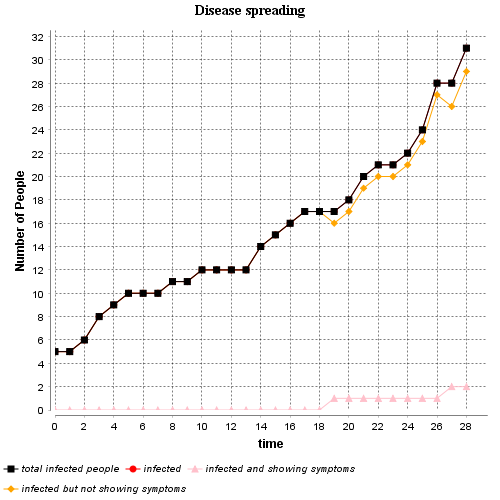 Disease spreading
Number of People
32
30
28
26
24
22
20
18
16
14
12
10
8
6
4
2
0
0 2 4 6 8 10 12 14 16 18 20 22 24 26 28
time
total infected people infected infected and showing symptoms
infected but not showing symptoms